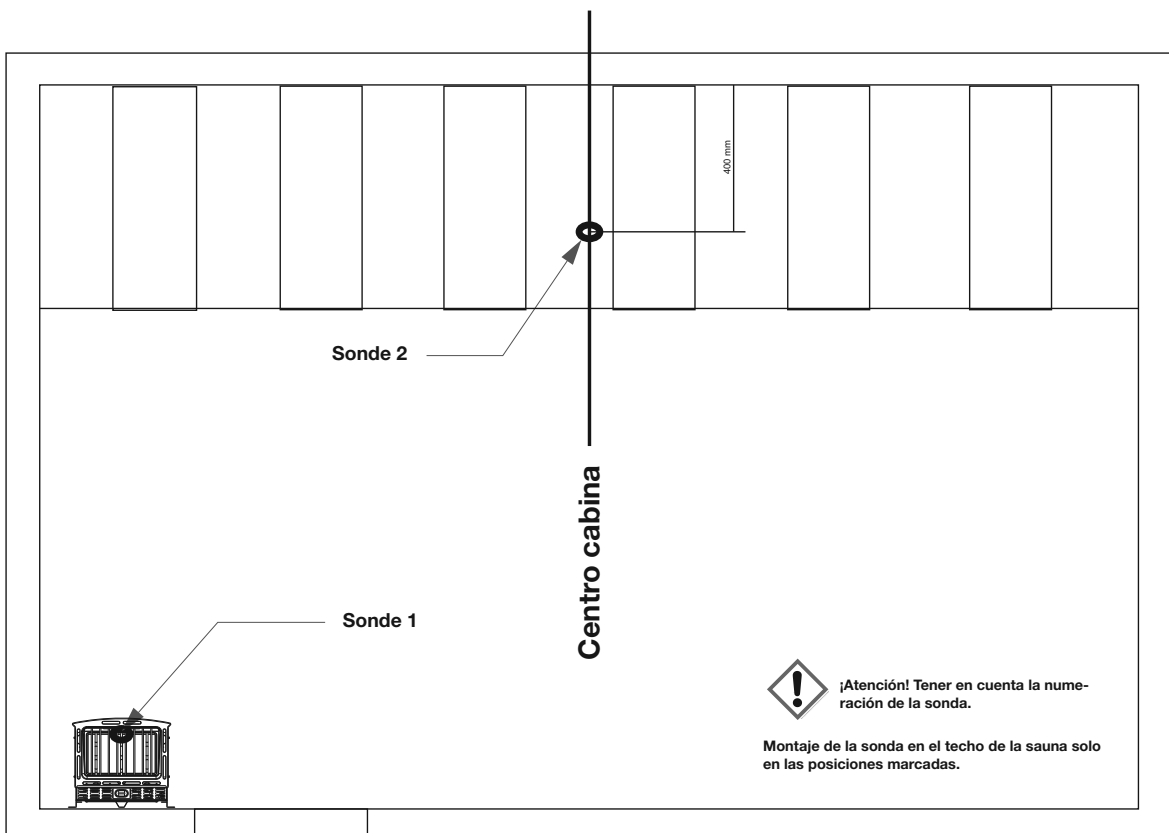 400 mm
Sonde 2
Centro cabina
Sonde 1
¡Atención! Tener en cuenta la nume-
ración de la sonda.
Montaje de la sonda en el techo de la sauna solo
en las posiciones marcadas.